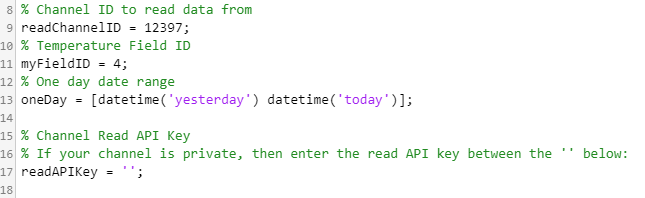 8 % Channel ID to read data from
9 readChannelID = 12397;
10 % Temperature Field ID
11 myFieldID = 4;
12 % One day date range
13 oneDay = [datetime('yesterday') datetime('today')];
14
15 % Channel Read API Key
16 % If your channel is private, then enter the read API key between the '' below:
17 readAPIKey = '';
18